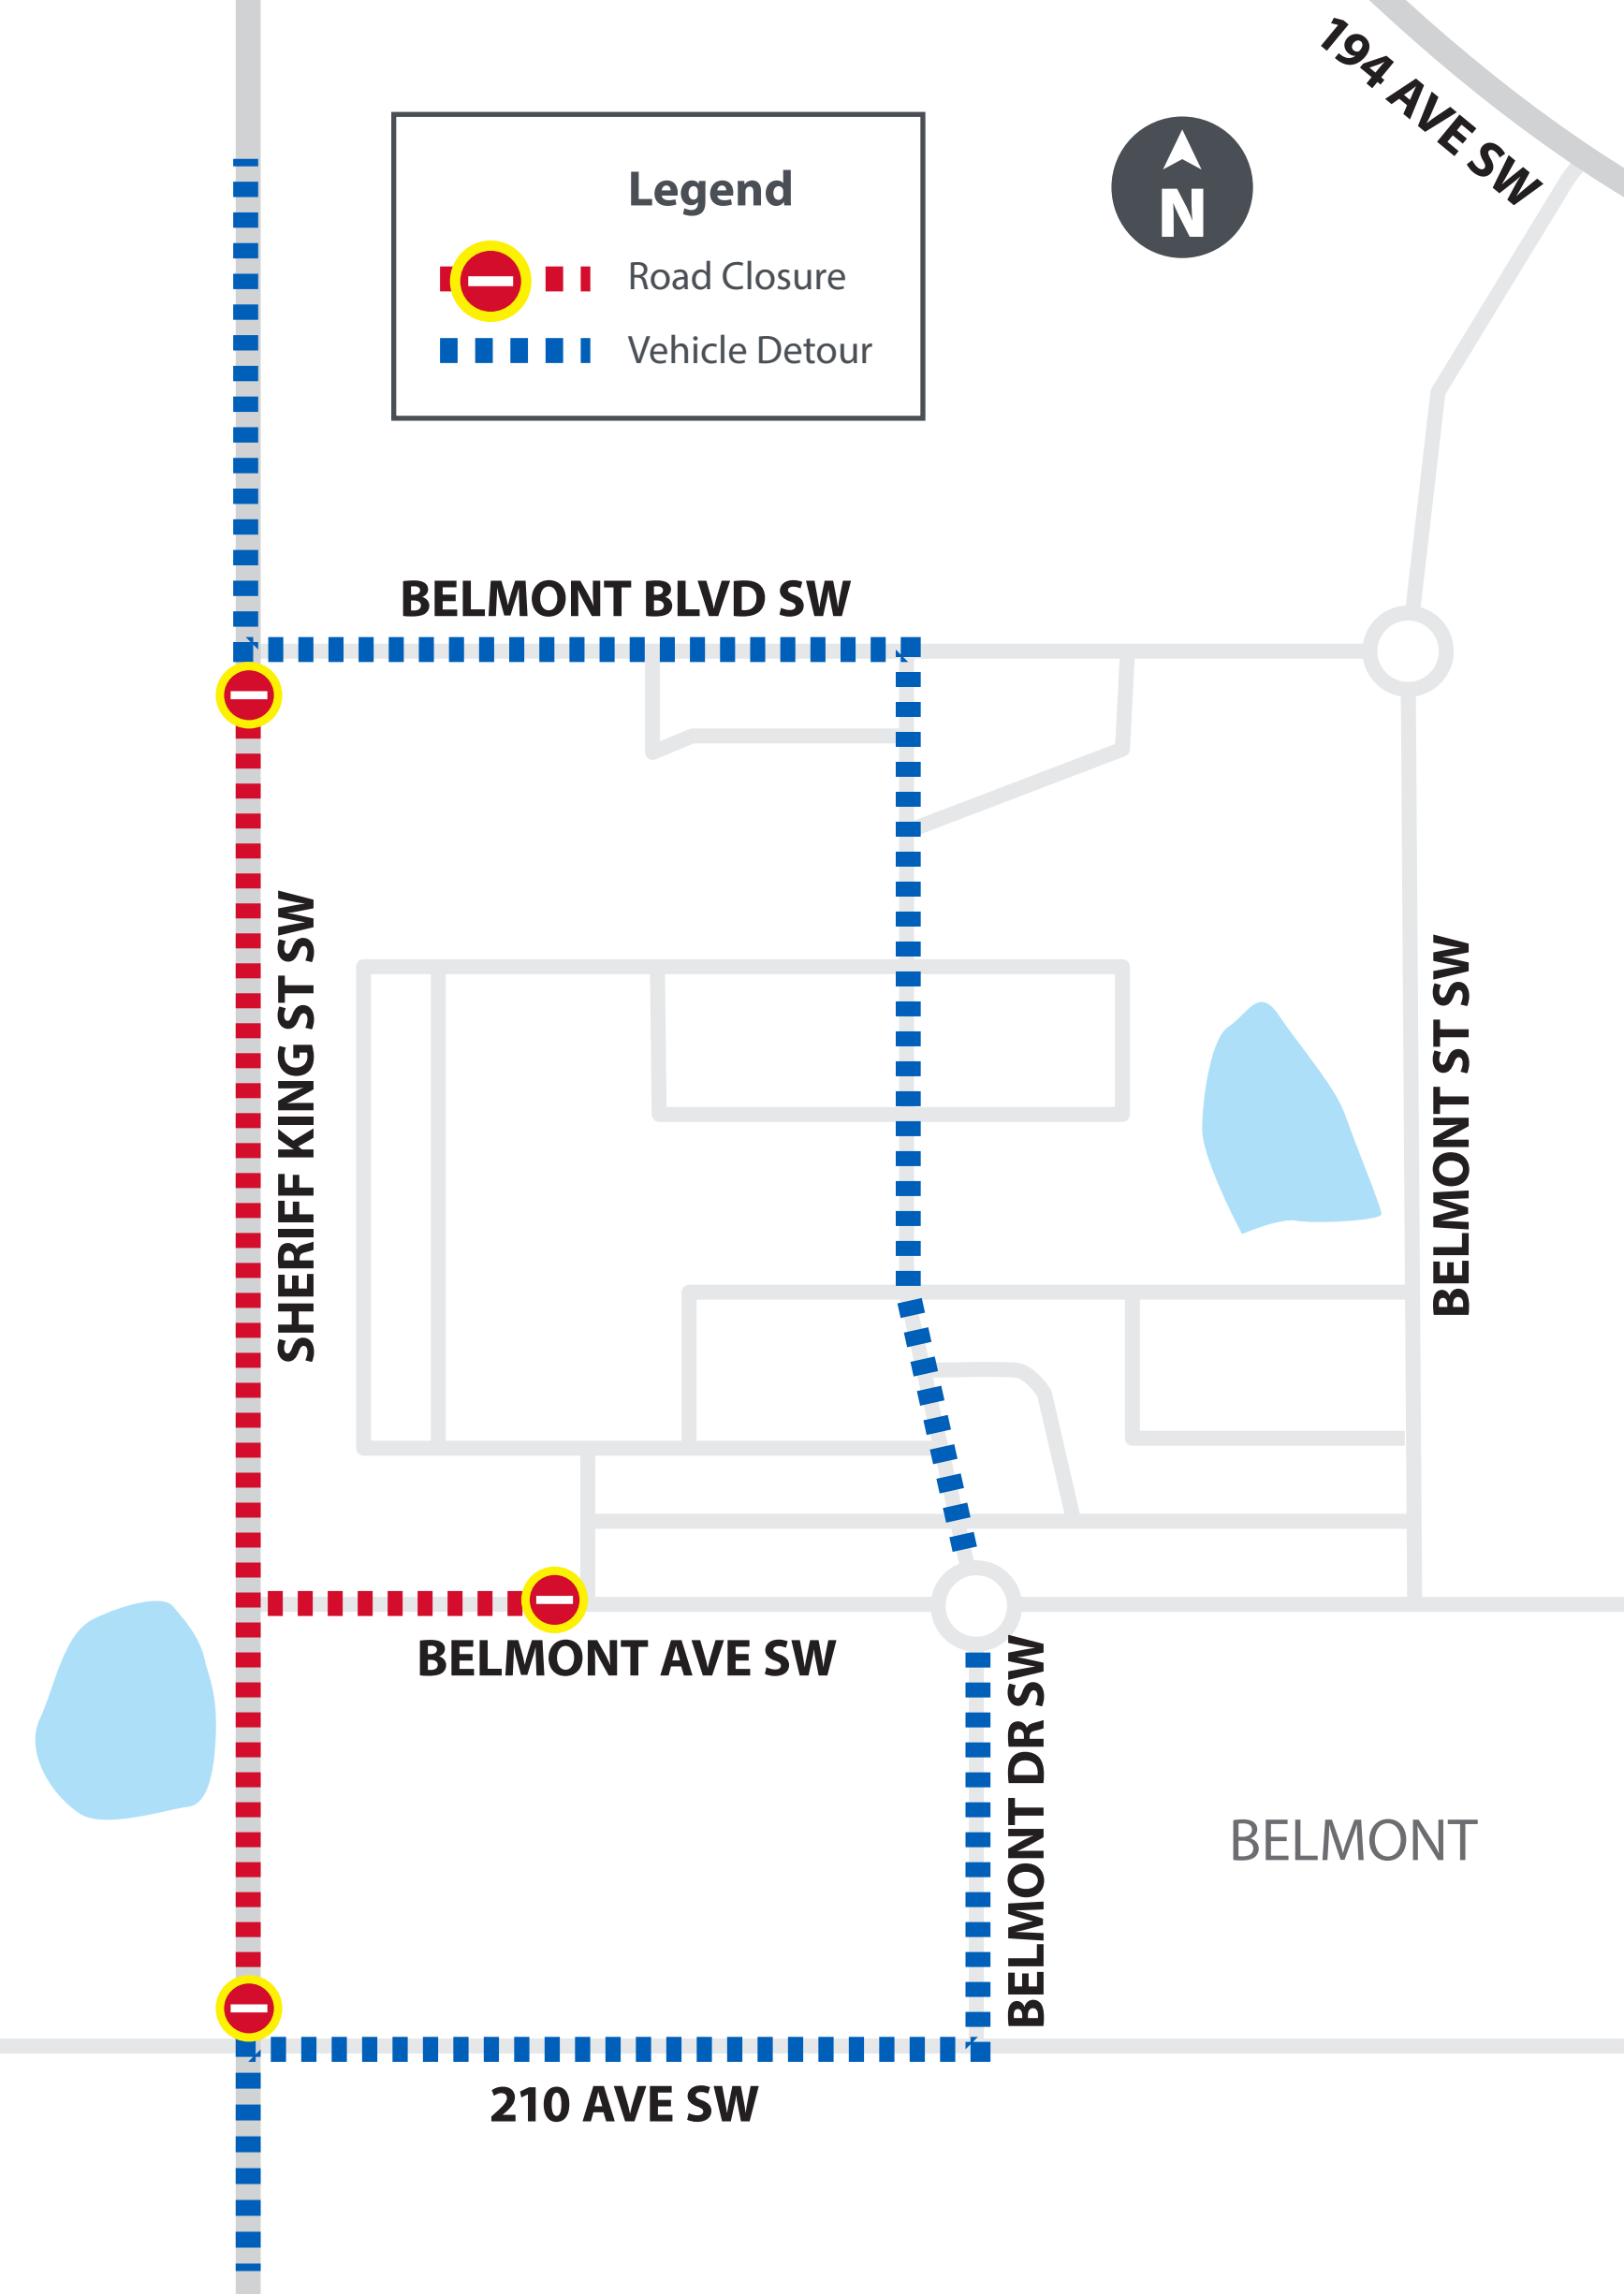 194 AVE SW
Legend
N
Road Closure
Vehicle Detour
BELMONT BLVD SW
SHERIFF KING ST SW
BELMONT ST SW
BELMONT AVE SW
BELMONT DR SW
BELMONT
210 AVE SW